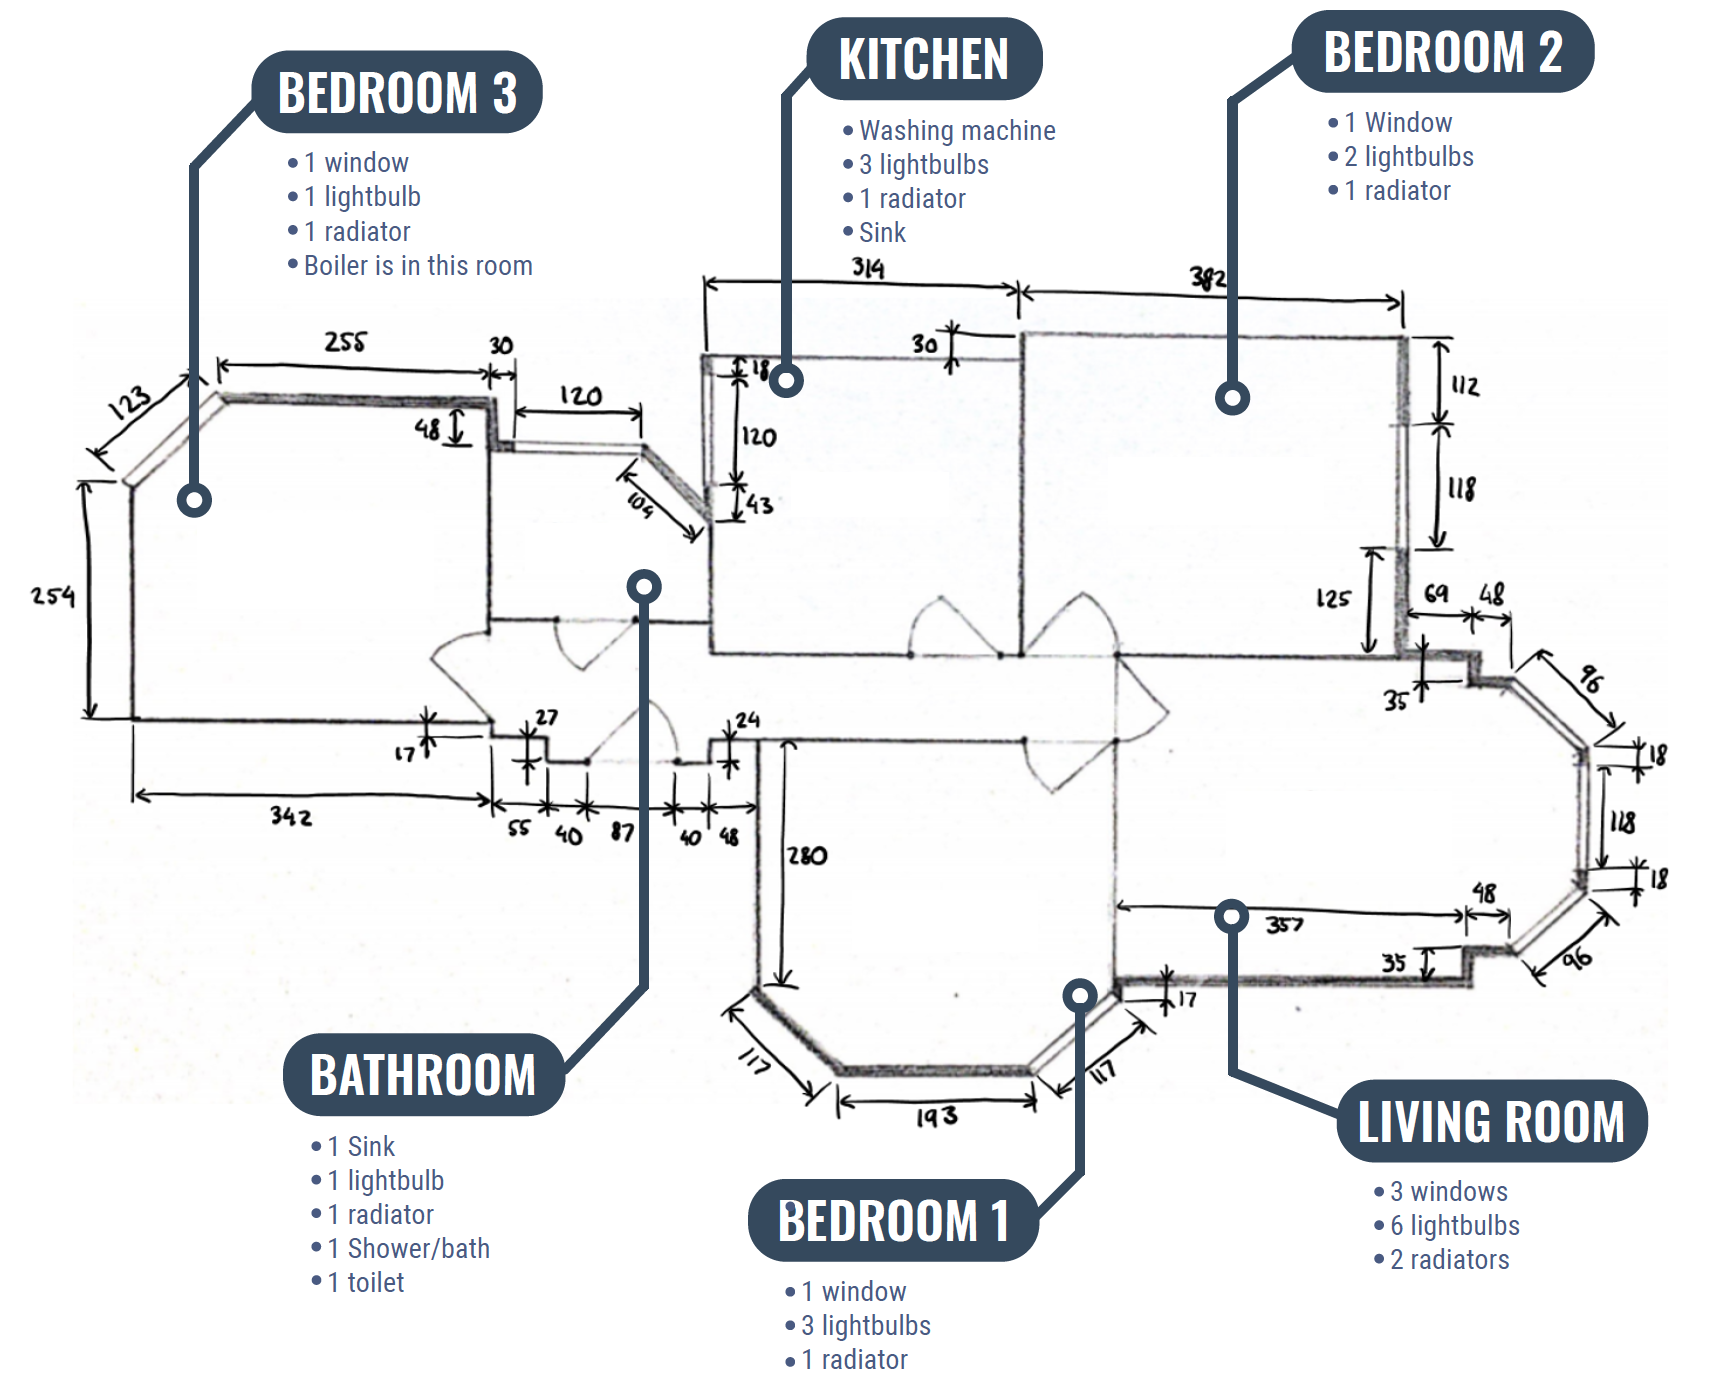 BEDROOM 3
• 1 window
• 1 lightbulb
• 1 radiator
• Boiler is in this room
KITCHEN
• Washing machine
• 3 lightbulbs
• 1 radiator
• Sink
BEDROOM 2
• 1 Window
• 2 lightbulbs
• 1 radiator
314
382
30
255
30
123
48
120
104
18
120
43
112
118
125
69
48
35
96
18
118
18
96
254
17
27
24
342
55
40
87
40
48
280
357
48
35
17
117
193
117
BATHROOM
• 1 Sink
• 1 lightbulb
• 1 radiator
• 1 Shower/bath
• 1 toilet
BEDROOM 1
• 1 window
• 3 lightbulbs
• 1 radiator
LIVING ROOM
• 3 windows
• 6 lightbulbs
• 2 radiators